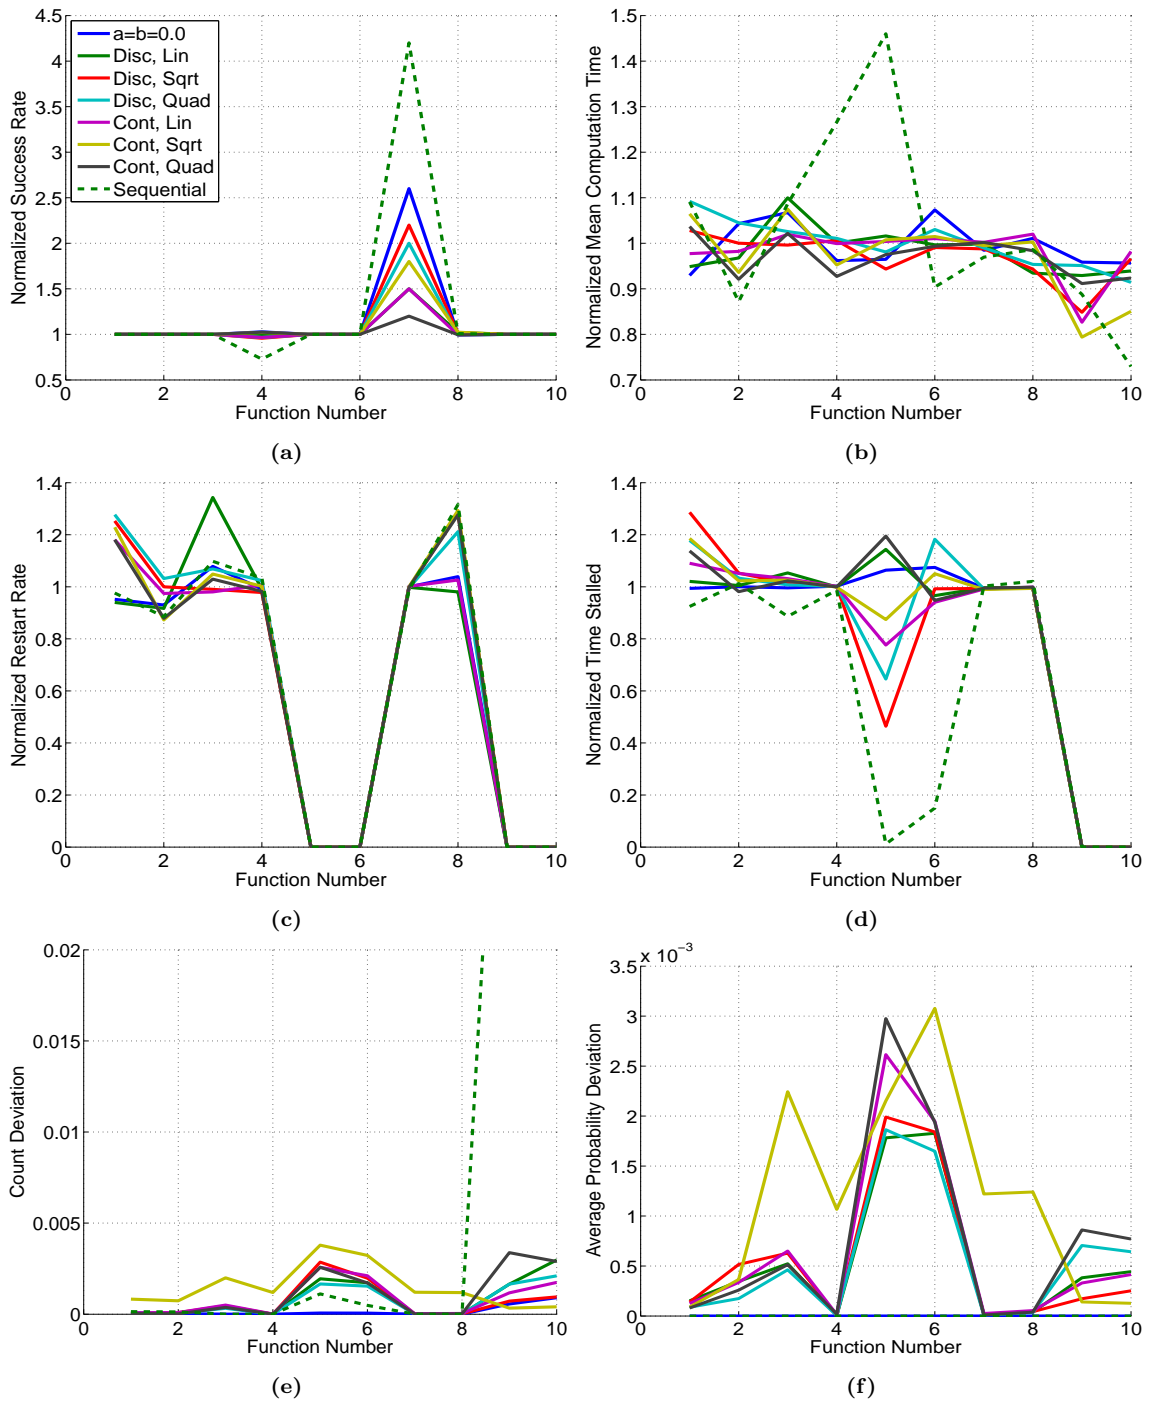 Normalized Success Rate
4.5
4
3.5
3
2.5
2
1.5
1
0.5
a=b=0.0
Disc, Lin
Disc, Sqrt
Disc, Quad
Cont, Lin
Cont, Sqrt
Cont, Quad
Sequential
0 2 4 6 8 10
Function Number
(a)
Normalized Mean Computation Time
1.5
1.4
1.3
1.2
1.1
1
0.9
0.8
0.7
0 2 4 6 8 10
Function Number
(b)
Normalized Restart Rate
1.4
1.2
1
0.8
0.6
0.4
0.2
0
0 2 4 6 8 10
Function Number
(c)
Normalized Time Stalled
1.4
1.2
1
0.8
0.6
0.4
0.2
0
0 2 4 6 8 10
Function Number
(d)
Count Deviation
0.02
0.015
0.01
0.005
0
0 2 4 6 8 10
Function Number
(e)
Average Probability Deviation
x 10⁻³
3.5
3
2.5
2
1.5
1
0.5
0
0 2 4 6 8 10
Function Number
(f)